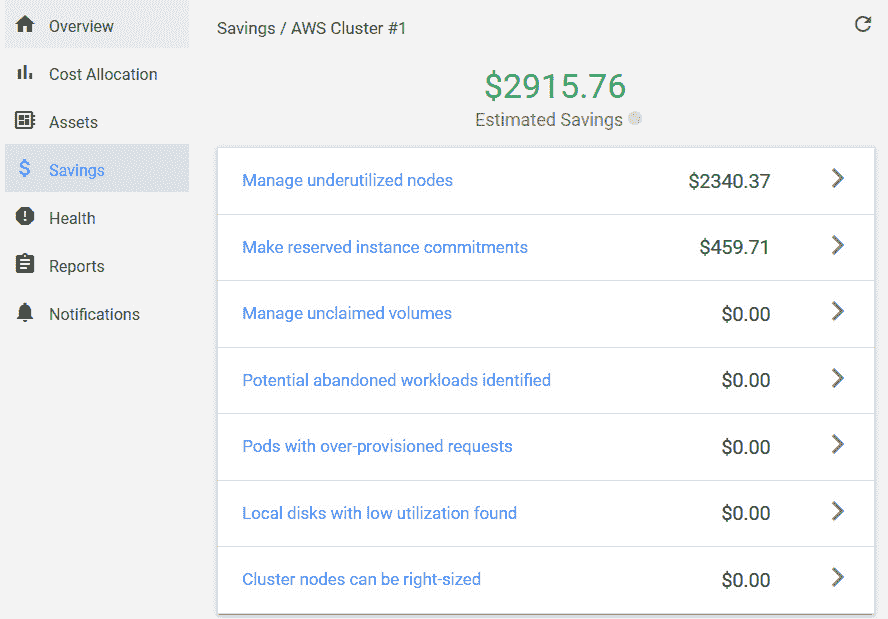 Overview
Cost Allocation
Assets
Savings
Health
Reports
Notifications
Savings / AWS Cluster #1
$2915.76
Estimated Savings
Manage underutilized nodes $2340.37
Make reserved instance commitments $459.71
Manage unclaimed volumes $0.00
Potential abandoned workloads identified $0.00
Pods with over-provisioned requests $0.00
Local disks with low utilization found $0.00
Cluster nodes can be right-sized $0.00